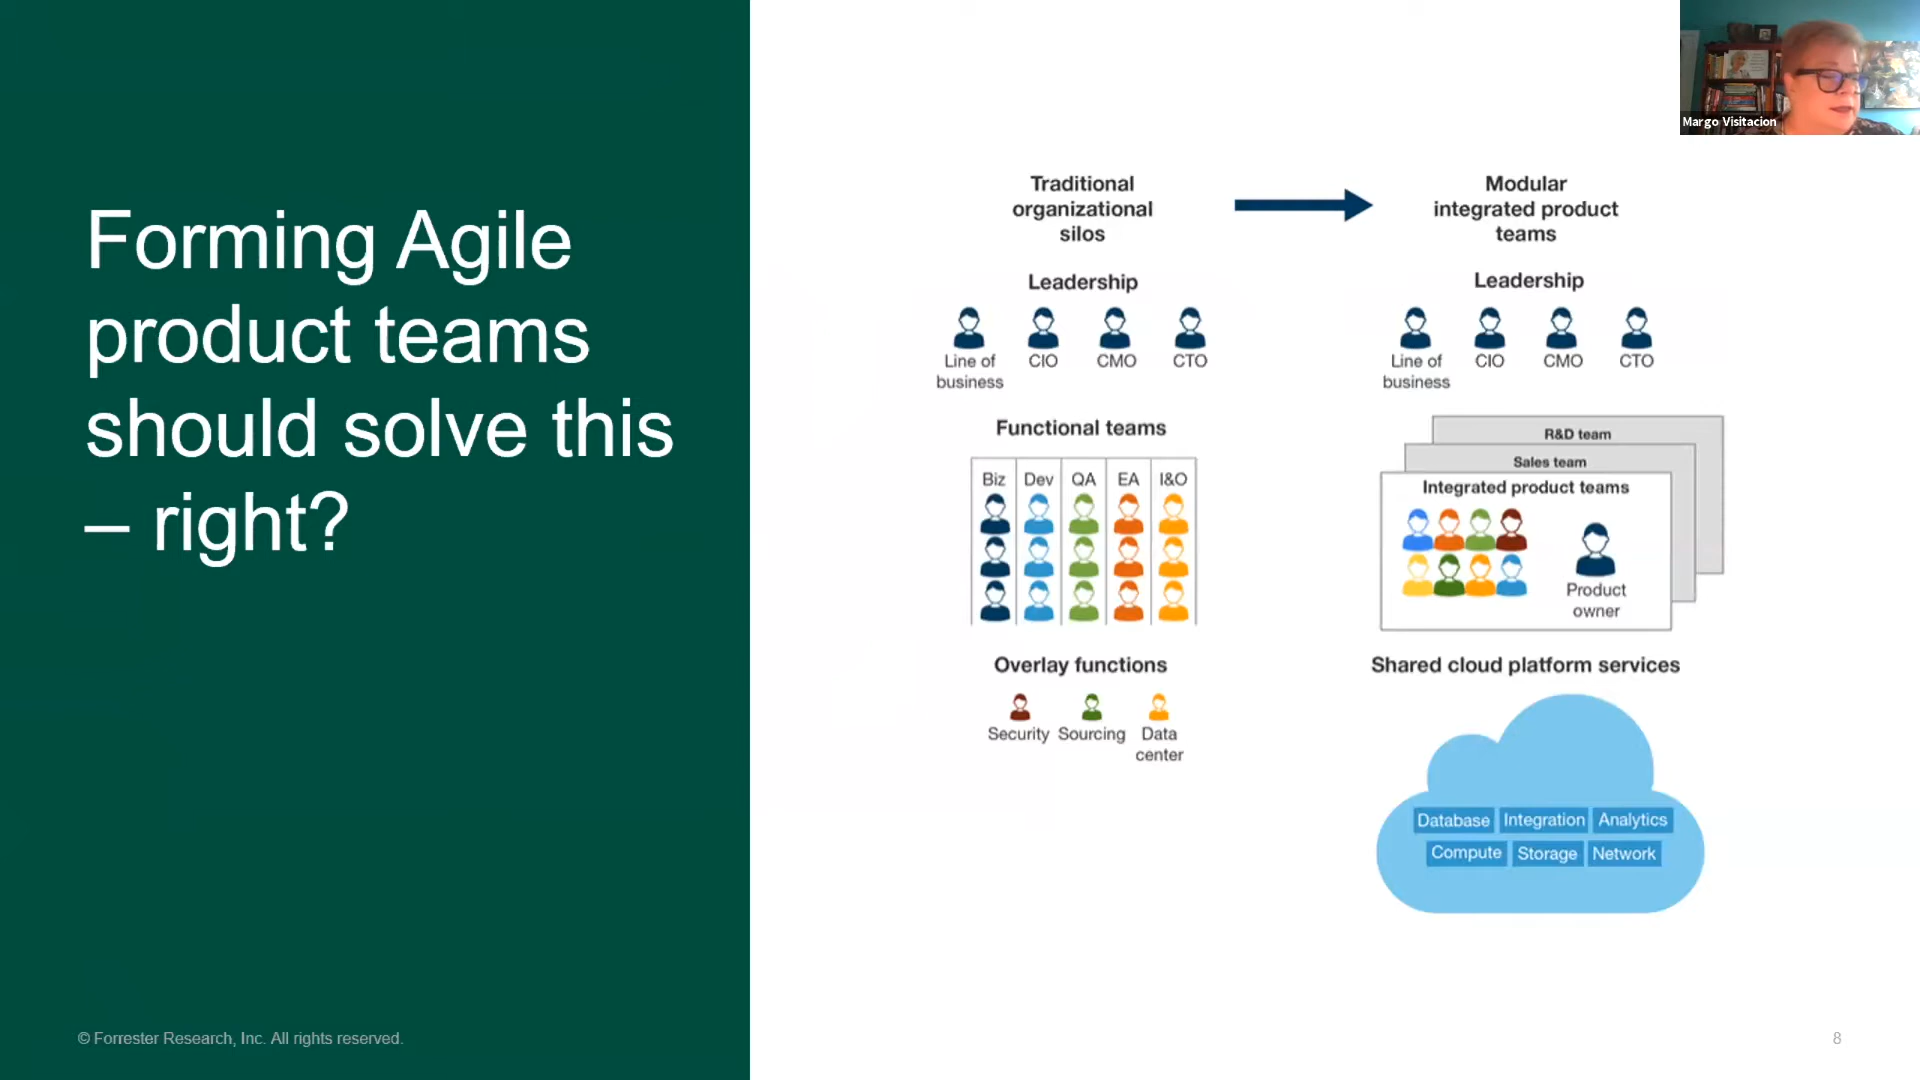 Forming Agile
product teams
should solve this
– right?
Margo Visitacion
Traditional
organizational
silos
Modular
integrated product
teams
Leadership
Line of
business
CIO
CMO
CTO
Leadership
Line of
business
CIO
CMO
CTO
Functional teams
Biz Dev QA EA I&O
R&D team
Sales team
Integrated product teams
Product
owner
Overlay functions
Security
Sourcing
Data
center
Shared cloud platform services
Database Integration Analytics
Compute Storage Network
© Forrester Research, Inc. All rights reserved.
8